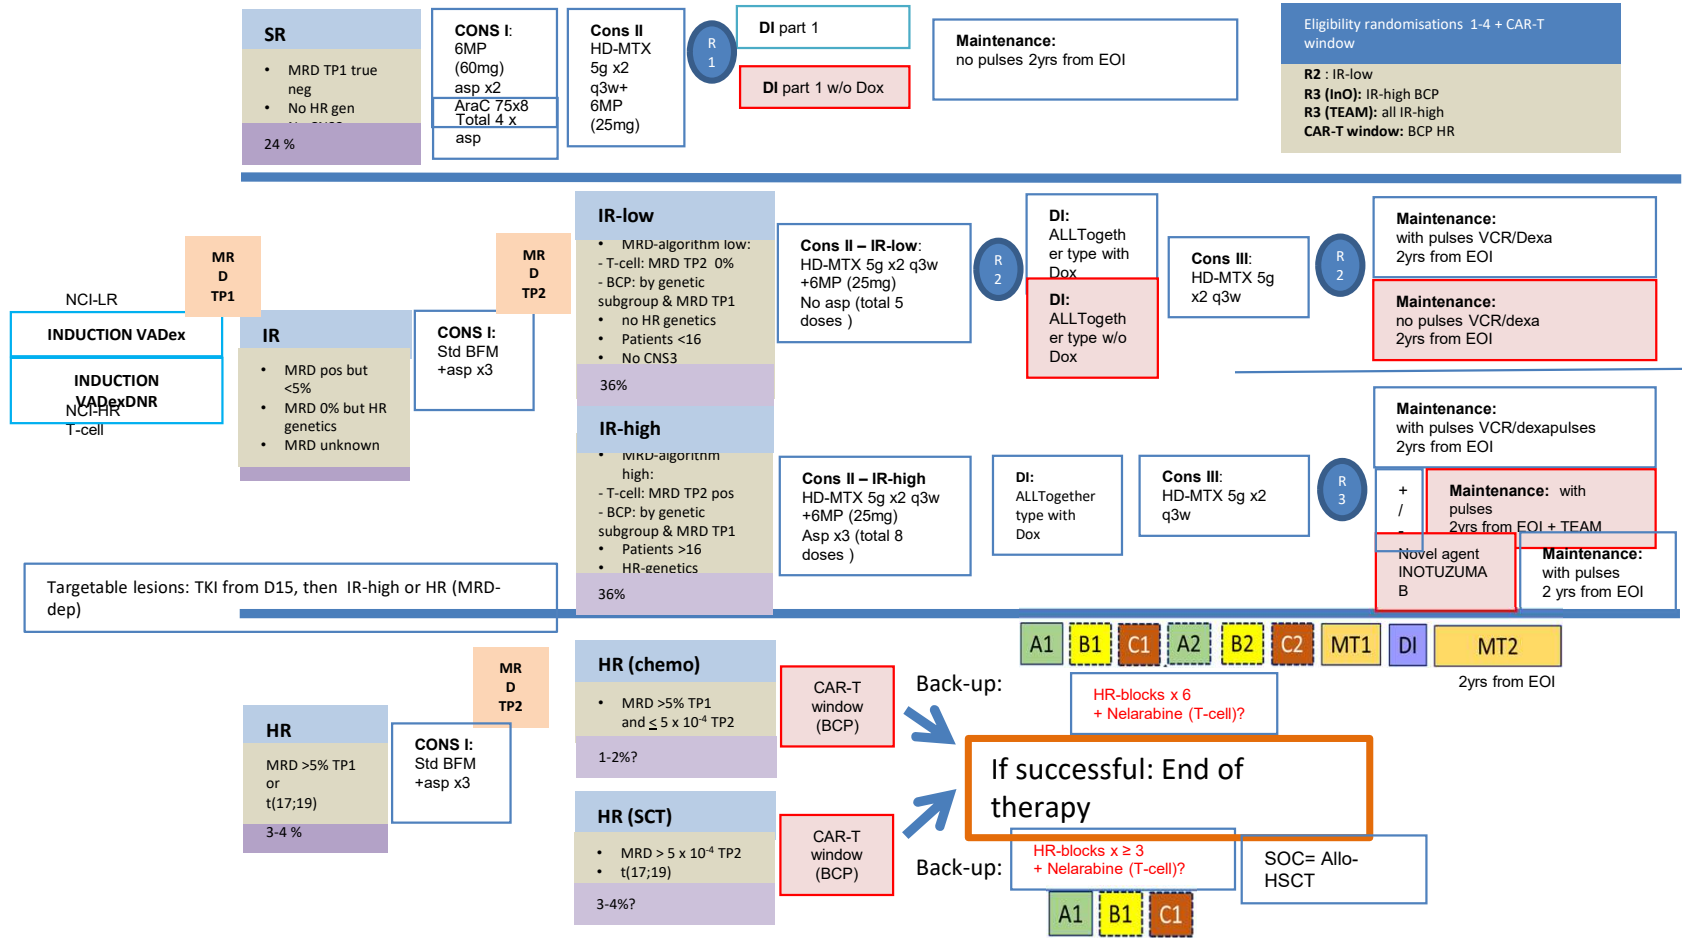 SR
• MRD TP1 true
neg
• No HR gen
24 %
CONS I:
6MP
(60mg)
asp x2
AraC 75x8
Total 4 x
asp
Cons II
HD-MTX
5g x2
q3w+
6MP
(25mg)
R
1
DI part 1
DI part 1 w/o Dox
Maintenance:
no pulses 2yrs from EOI
Eligibility randomisations 1-4 + CAR-T
window
R2 : IR-low
R3 (InO): IR-high BCP
R3 (TEAM): all IR-high
CAR-T window: BCP HR
NCI-LR
INDUCTION VADex
INDUCTION
VADexDNR
NCI-HR
T-cell
MR
D
TP1
IR
• MRD pos but
<5%
• MRD 0% but HR
genetics
• MRD unknown
CONS I:
Std BFM
+asp x3
MR
D
TP2
IR-low
• MRD-algorithm low:
- T-cell: MRD TP2 0%
- BCP: by genetic
subgroup & MRD TP1
• no HR genetics
• Patients <16
• No CNS3
36%
Cons II – IR-low:
HD-MTX 5g x2 q3w
+6MP (25mg)
No asp (total 5
doses )
R
2
DI:
ALLTogeth
er type with
Dox
DI:
ALLTogeth
er type w/o
Dox
Cons III:
HD-MTX 5g
x2 q3w
R
2
Maintenance:
with pulses VCR/Dexa
2yrs from EOI
Maintenance:
no pulses VCR/dexa
2yrs from EOI
IR-high
• MRD-algorithm
high:
- T-cell: MRD TP2 pos
- BCP: by genetic
subgroup & MRD TP1
• Patients >16
• HR-genetics
36%
Cons II – IR-high
HD-MTX 5g x2 q3w
+6MP (25mg)
Asp x3 (total 8
doses )
DI:
ALLTogether
type with
Dox
Cons III:
HD-MTX 5g x2
q3w
R
3
Maintenance:
with pulses VCR/dexapulses
2yrs from EOI
+
/
-
Maintenance: with
pulses
2yrs from EOI + TEAM
Novel agent
INOTUZUMA
B
Maintenance:
with pulses
2 yrs from EOI
Targetable lesions: TKI from D15, then IR-high or HR (MRD-
dep)
HR
MRD >5% TP1
or
t(17;19)
3-4 %
CONS I:
Std BFM
+asp x3
MR
D
TP2
HR (chemo)
• MRD >5% TP1
and ≤ 5 x 10⁻⁴ TP2
1-2%?
CAR-T
window
(BCP)
Back-up:
A1 B1 C1 A2 B2 C2 MT1 DI MT2
2yrs from EOI
HR-blocks x 6
+ Nelarabine (T-cell)?
If successful: End of
therapy
HR (SCT)
• MRD > 5 x 10⁻⁴ TP2
• t(17;19)
3-4%?
CAR-T
window
(BCP)
Back-up:
HR-blocks x ≥ 3
+ Nelarabine (T-cell)?
SOC= Allo-
HSCT
A1 B1 C1